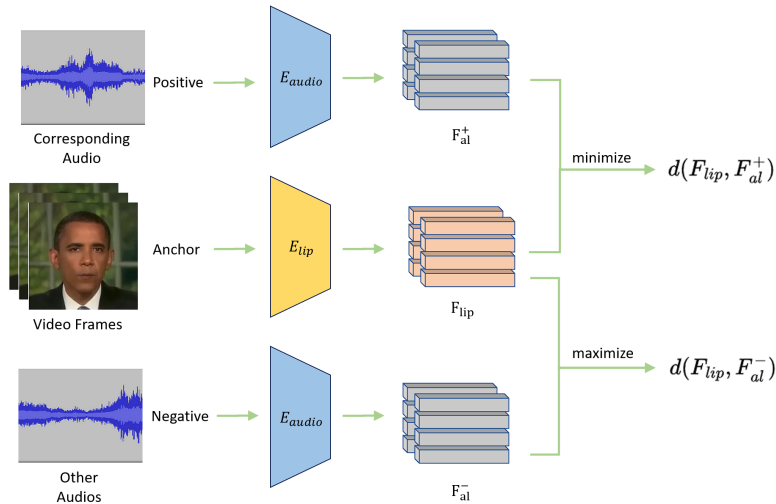 Corresponding
Audio
Positive
E_audio
F_al^+
minimize
d(F_lip, F_al^+)
Video Frames
Anchor
E_lip
F_lip
maximize
d(F_lip, F_al^-)
Other
Audios
Negative
E_audio
F_al^-